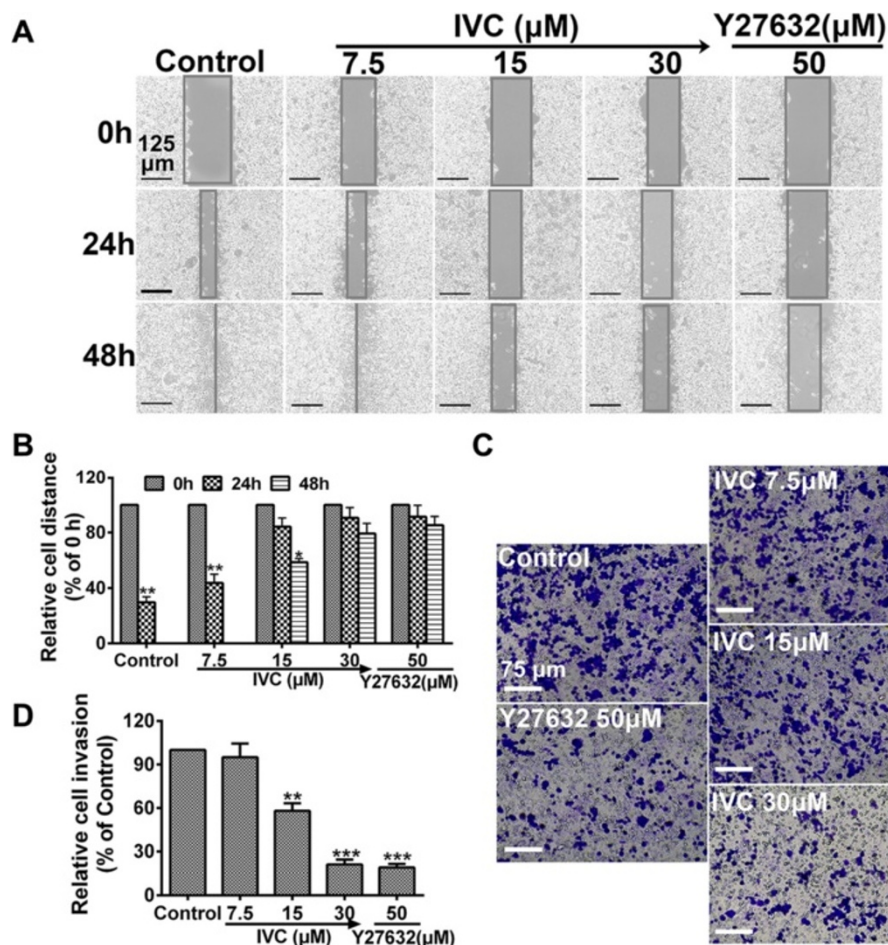 A
IVC (μM)
Y27632(μM)
Control
7.5
15
30
50
0h
125
μm
24h
48h
B
Relative cell distance
(% of 0 h)
120
80
40
0
0h
24h
48h
**
**
*
Control
7.5
15
30
50
IVC (μM)
Y27632(μM)
C
Control
75 μm
Y27632 50μM
IVC 7.5μM
IVC 15μM
IVC 30μM
D
Relative cell invasion
(% of Control)
120
90
60
30
0
**
***
***
Control
7.5
15
30
50
IVC (μM)
Y27632(μM)